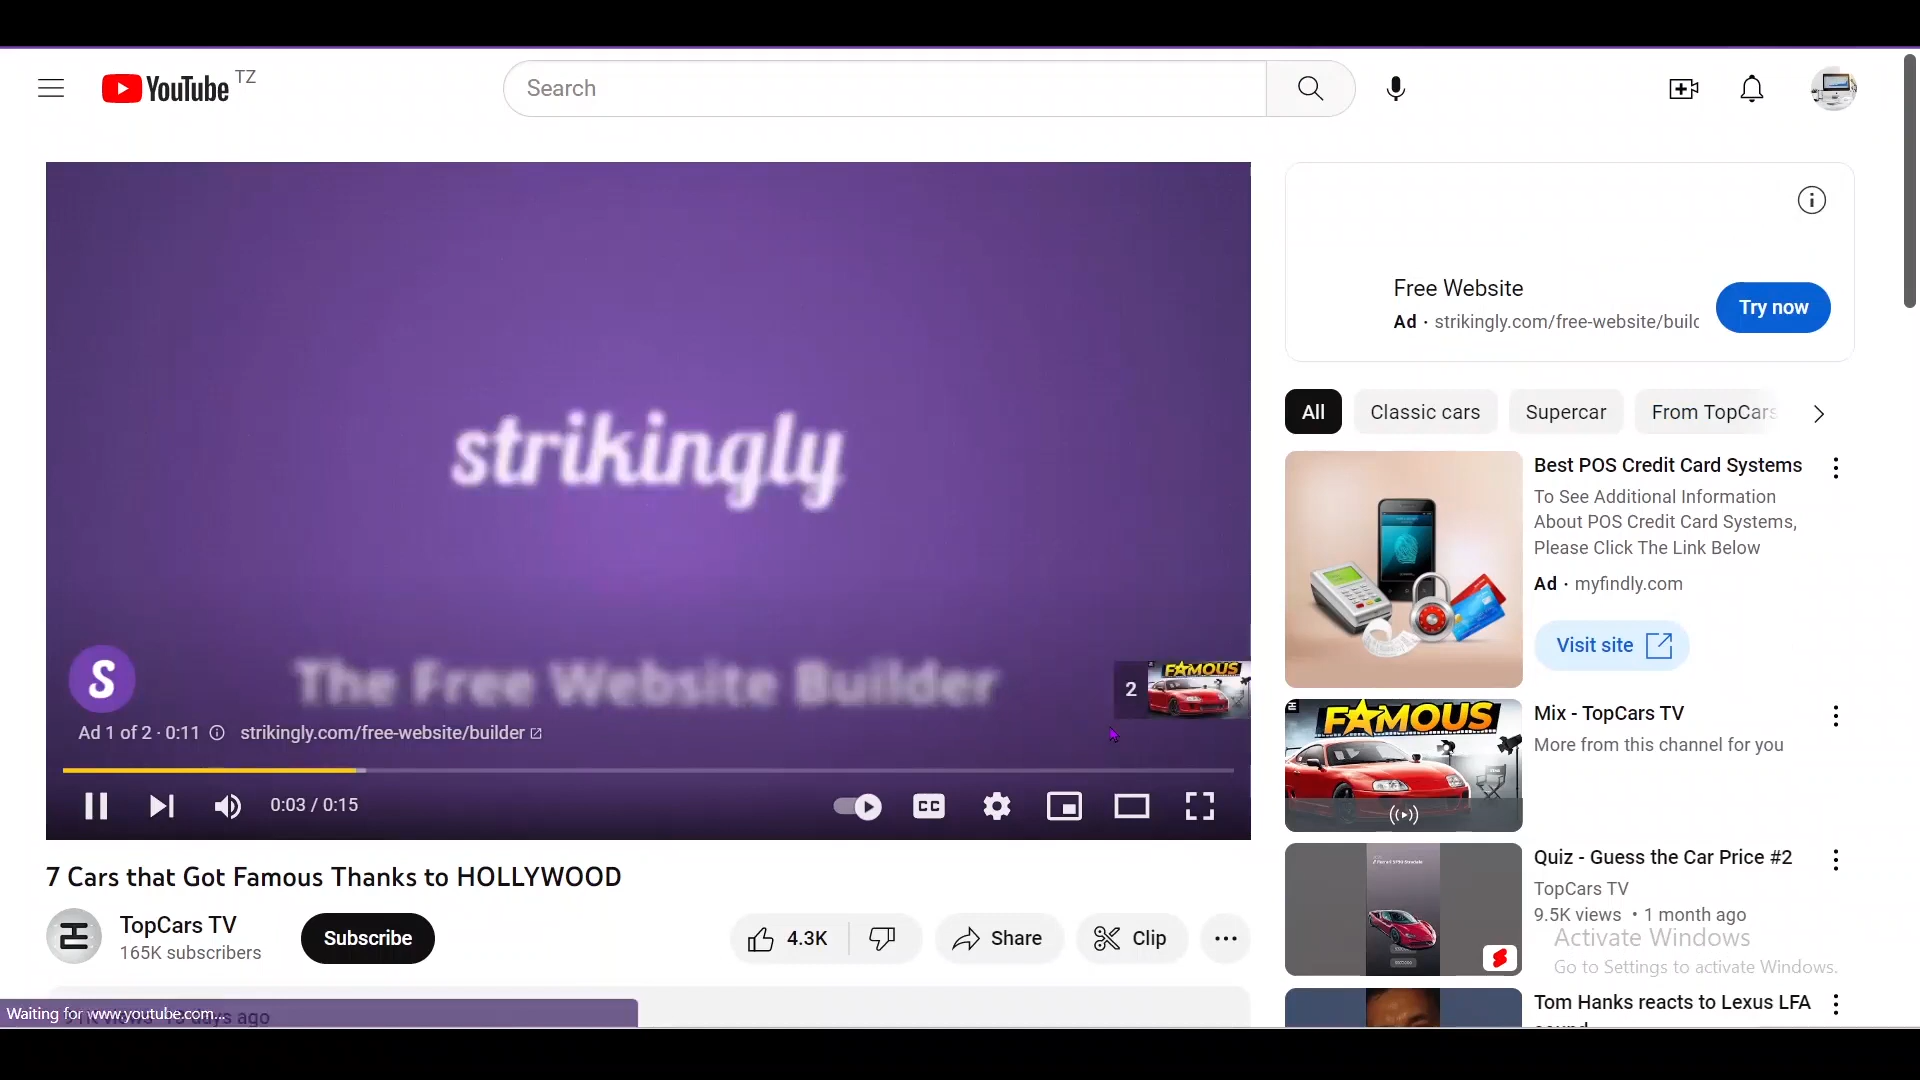 YouTube TZ
Search
strikingly
The Free Website Builder
S
2
FAMOUS
Ad 1 of 2 · 0:11 strikingly.com/free-website/builder
0:03 / 0:15
CC
7 Cars that Got Famous Thanks to HOLLYWOOD
TopCars TV
165K subscribers
Subscribe
4.3K
Share
Clip
Waiting for www.youtube.com...
Free Website
Ad · strikingly.com/free-website/builc
Try now
All
Classic cars
Supercar
From TopCars
Best POS Credit Card Systems
To See Additional Information
About POS Credit Card Systems,
Please Click The Link Below
Ad · myfindly.com
Visit site
FAMOUS
Mix - TopCars TV
More from this channel for you
Quiz - Guess the Car Price #2
TopCars TV
9.5K views • 1 month ago
Activate Windows
Go to Settings to activate Windows.
Tom Hanks reacts to Lexus LFA